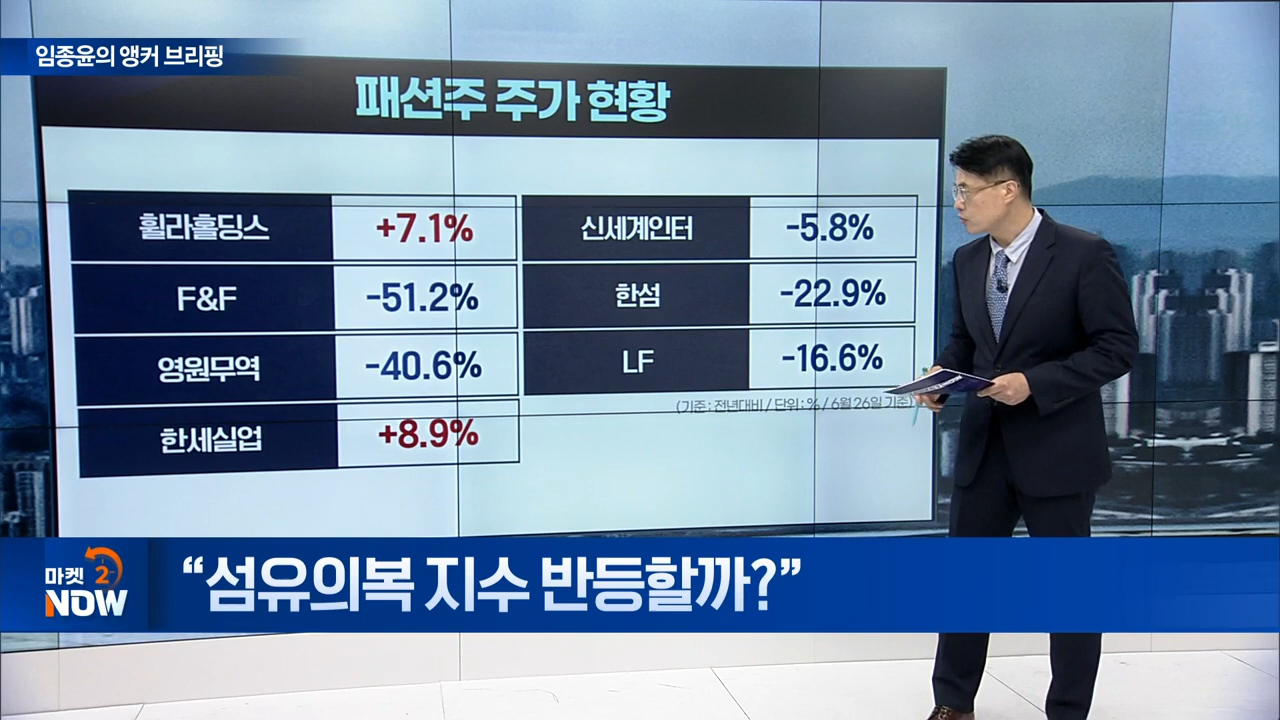 임종윤의 앵커 브리핑
패션주 주가 현황
휠라홀딩스 +7.1%
F&F -51.2%
영원무역 -40.6%
한세실업 +8.9%
신세계인터 -5.8%
한섬 -22.9%
LF -16.6%
(기준 : 전년대비 / 단위 : % / 6월 26일 기준)
마켓 2
NOW
“섬유의복 지수 반등할까?”